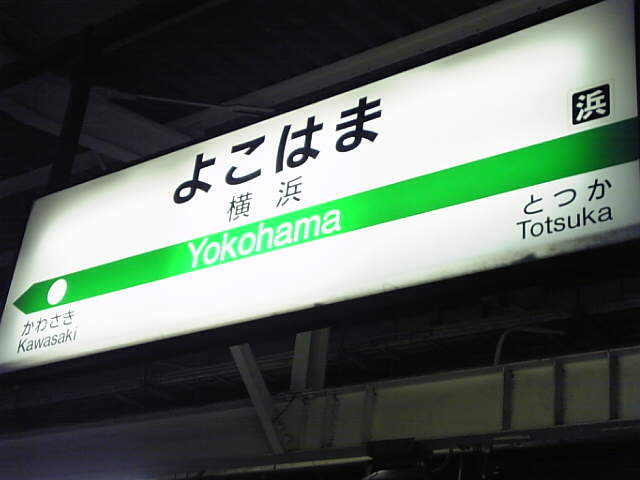 よこはま
横浜
Yokohama
浜
かわさき
Kawasaki
とつか
Totsuka